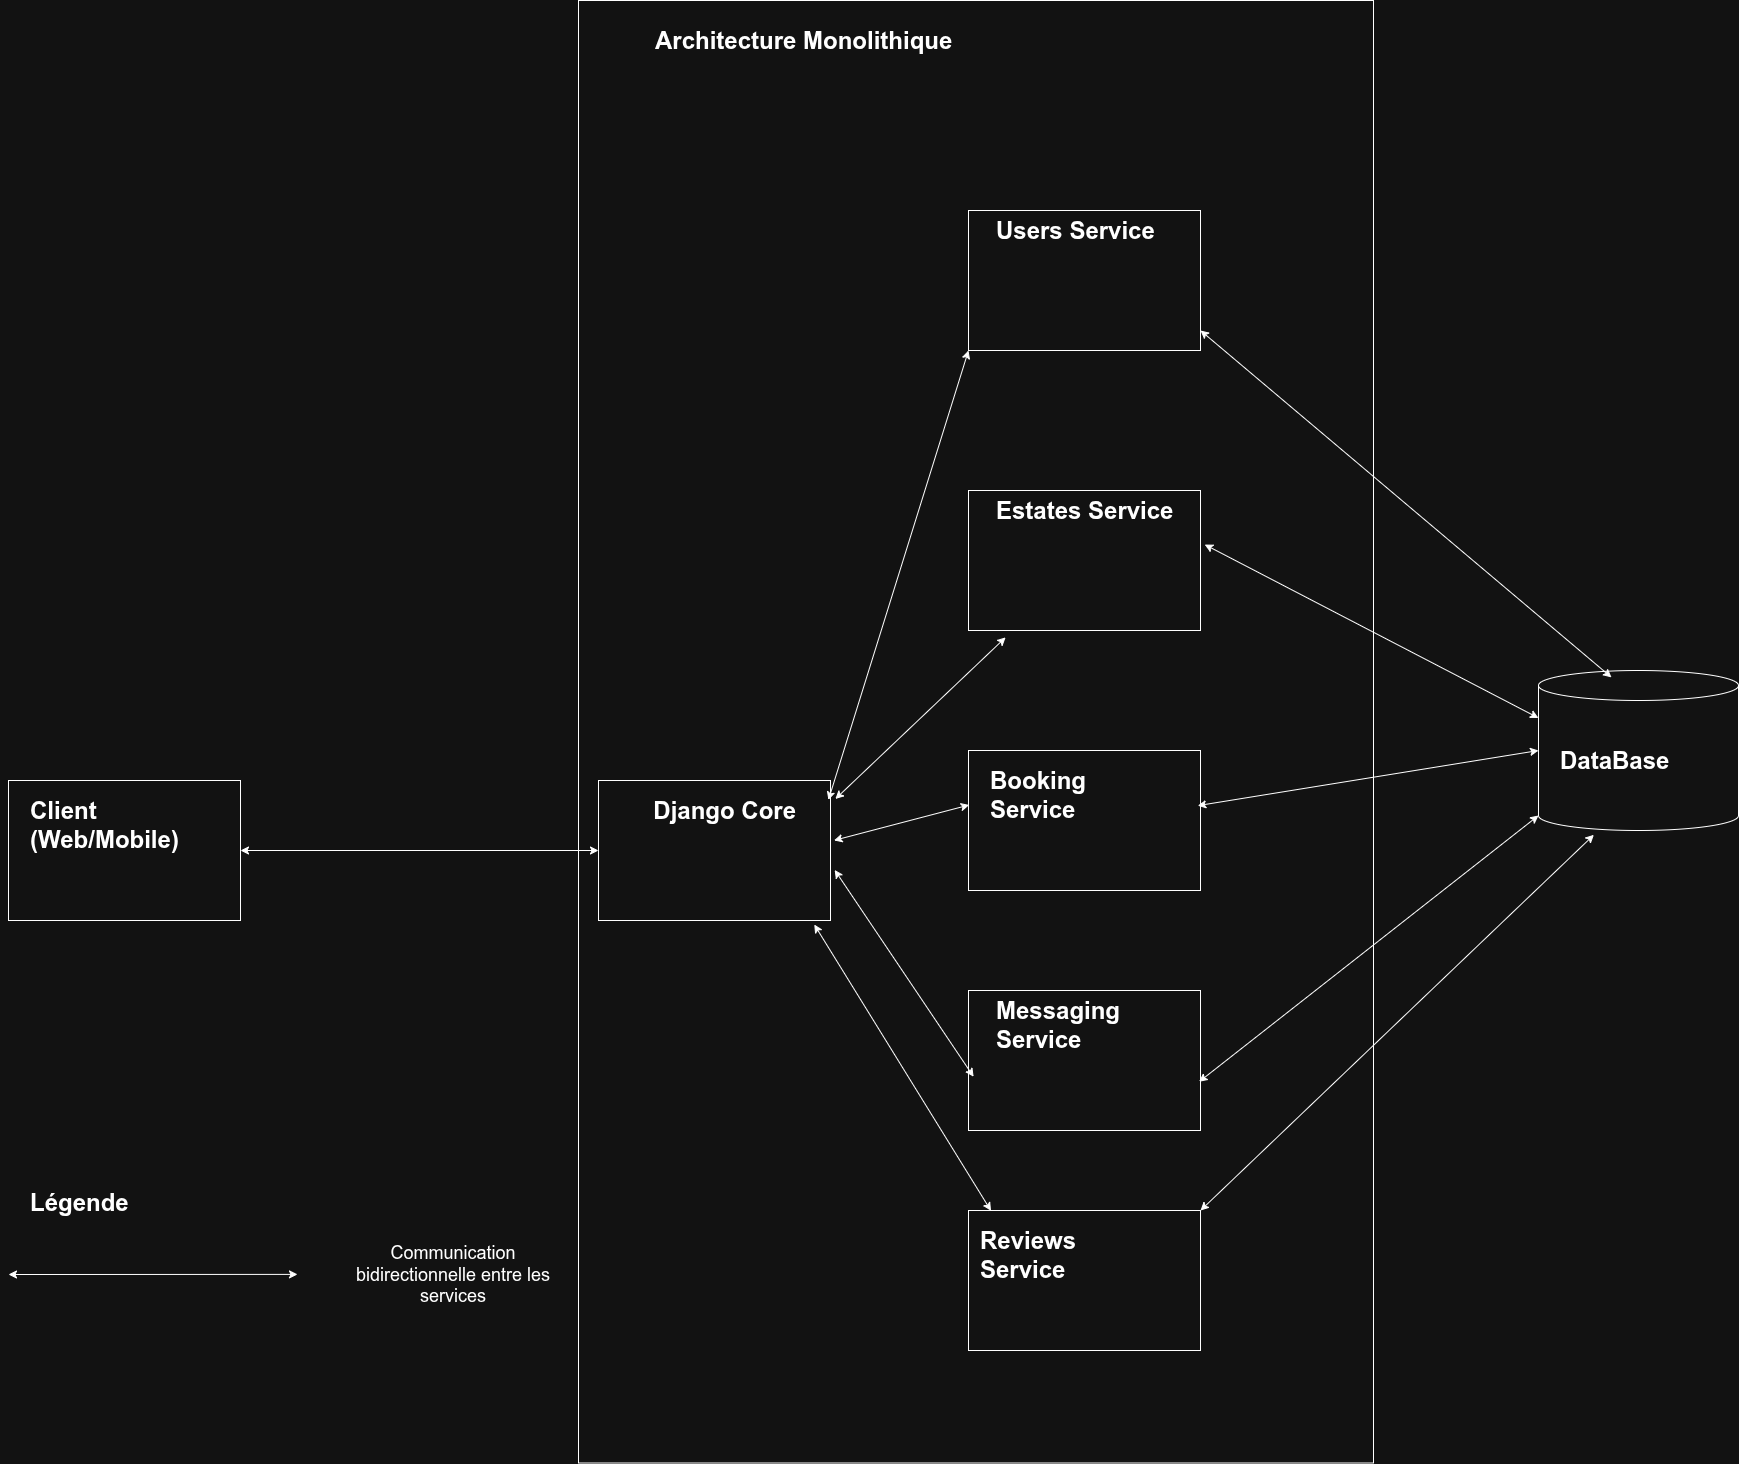 Architecture Monolithique
Users Service
Estates Service
Booking
Service
DataBase
Client
(Web/Mobile)
Django Core
Messaging
Service
Reviews
Service
Légende
Communication
bidirectionnelle entre les
services